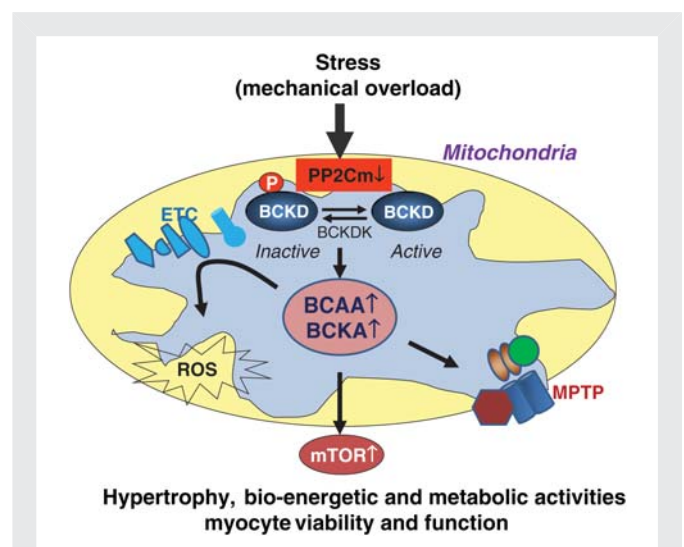 Stress
(mechanical overload)
Mitochondria
PP2Cm↓
P
BCKD
BCKD
ETC
BCKDK
Inactive
Active
BCAA↑
BCKA↑
ROS
MPTP
mTOR↑
Hypertrophy, bio-energetic and metabolic activities
myocyte viability and function